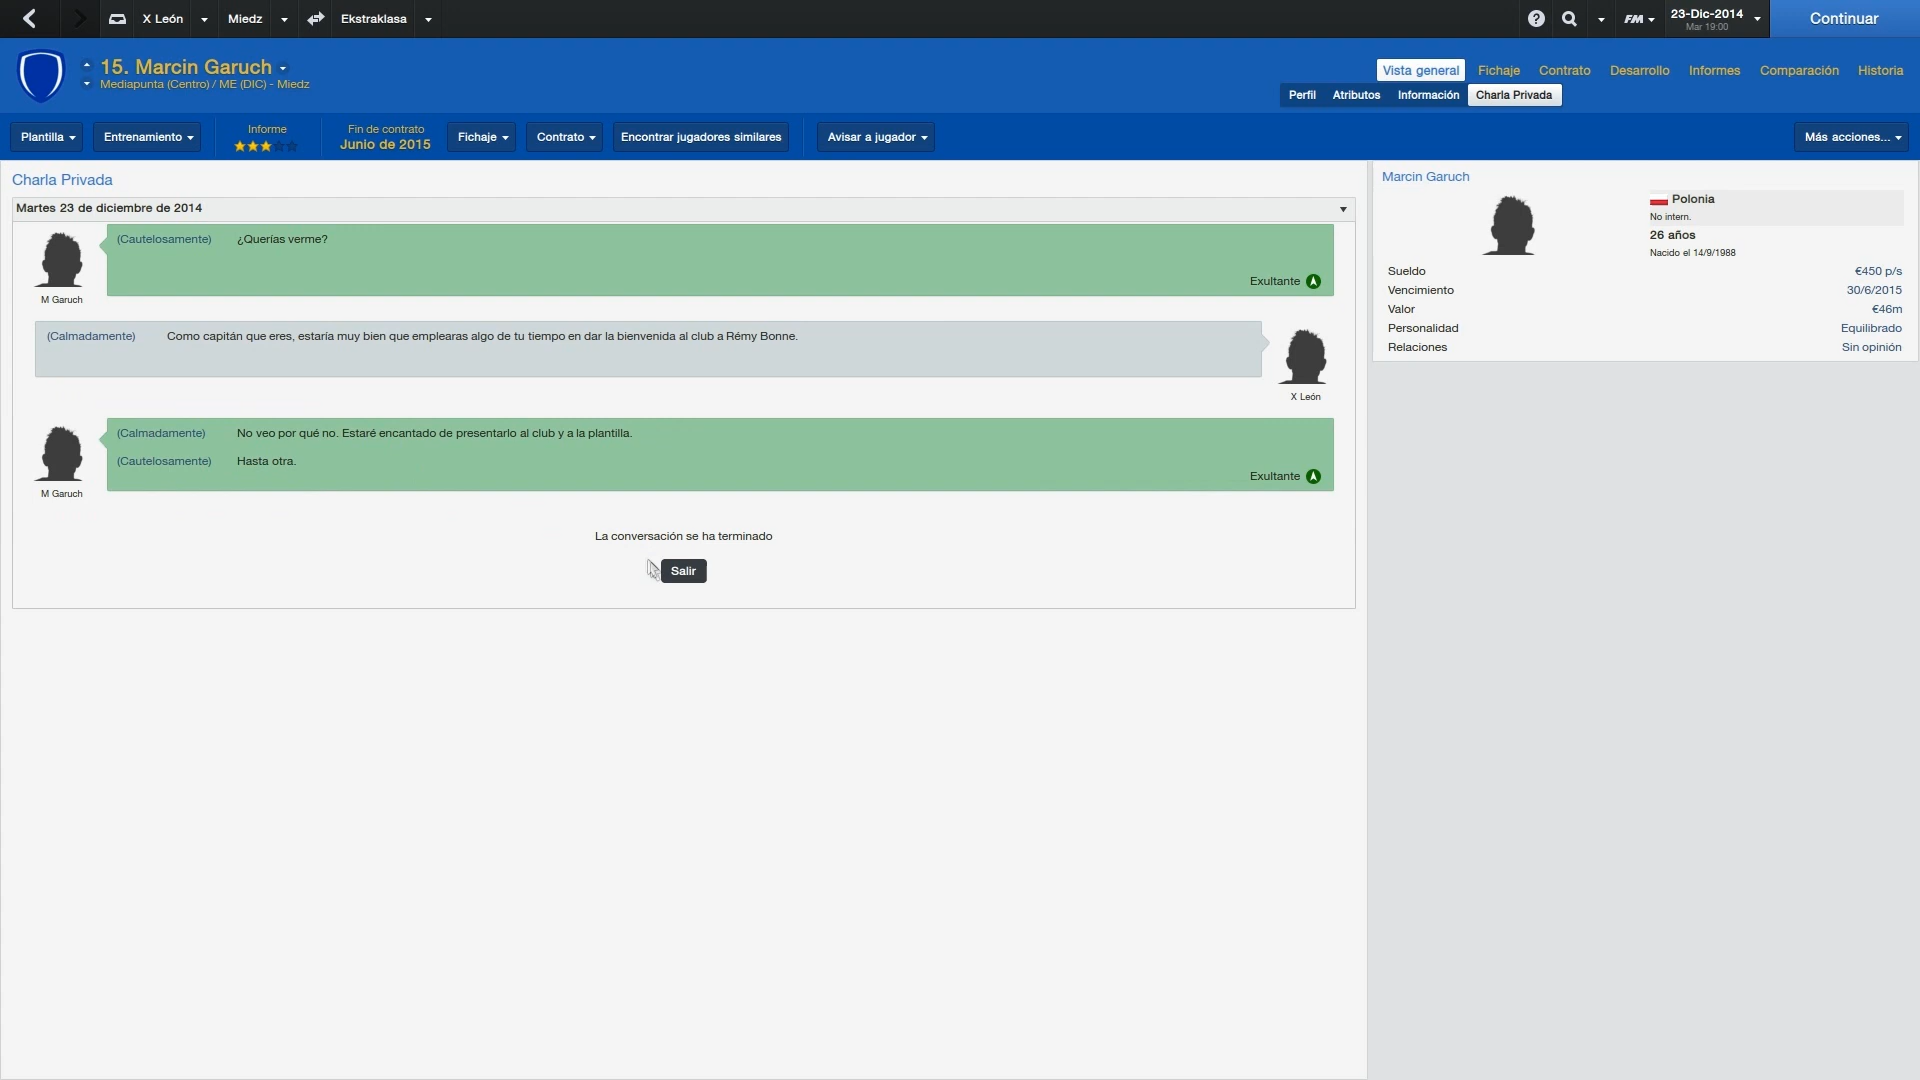 X León
Miedz
Ekstraklasa
FM
23-Dic-2014
Mar 19:00
Continuar
15. Marcin Garuch
Mediapunta (Centro) / ME (DIC) - Miedz
Vista general
Fichaje
Contrato
Desarrollo
Informes
Comparación
Historia
Perfil
Atributos
Información
Charla Privada
Plantilla
Entrenamiento
Informe
Fin de contrato
Junio de 2015
Fichaje
Contrato
Encontrar jugadores similares
Avisar a jugador
Más acciones...
Charla Privada
Martes 23 de diciembre de 2014
(Cautelosamente) ¿Querías verme?
Exultante
M Garuch
(Calmadamente) Como capitán que eres, estaría muy bien que emplearas algo de tu tiempo en dar la bienvenida al club a Rémy Bonne.
X León
(Calmadamente) No veo por qué no. Estaré encantado de presentarlo al club y a la plantilla.
(Cautelosamente) Hasta otra.
Exultante
M Garuch
La conversación se ha terminado
Salir
Marcin Garuch
Polonia
No intern.
26 años
Nacido el 14/9/1988
Sueldo €450 p/s
Vencimiento 30/6/2015
Valor €46m
Personalidad Equilibrado
Relaciones Sin opinión